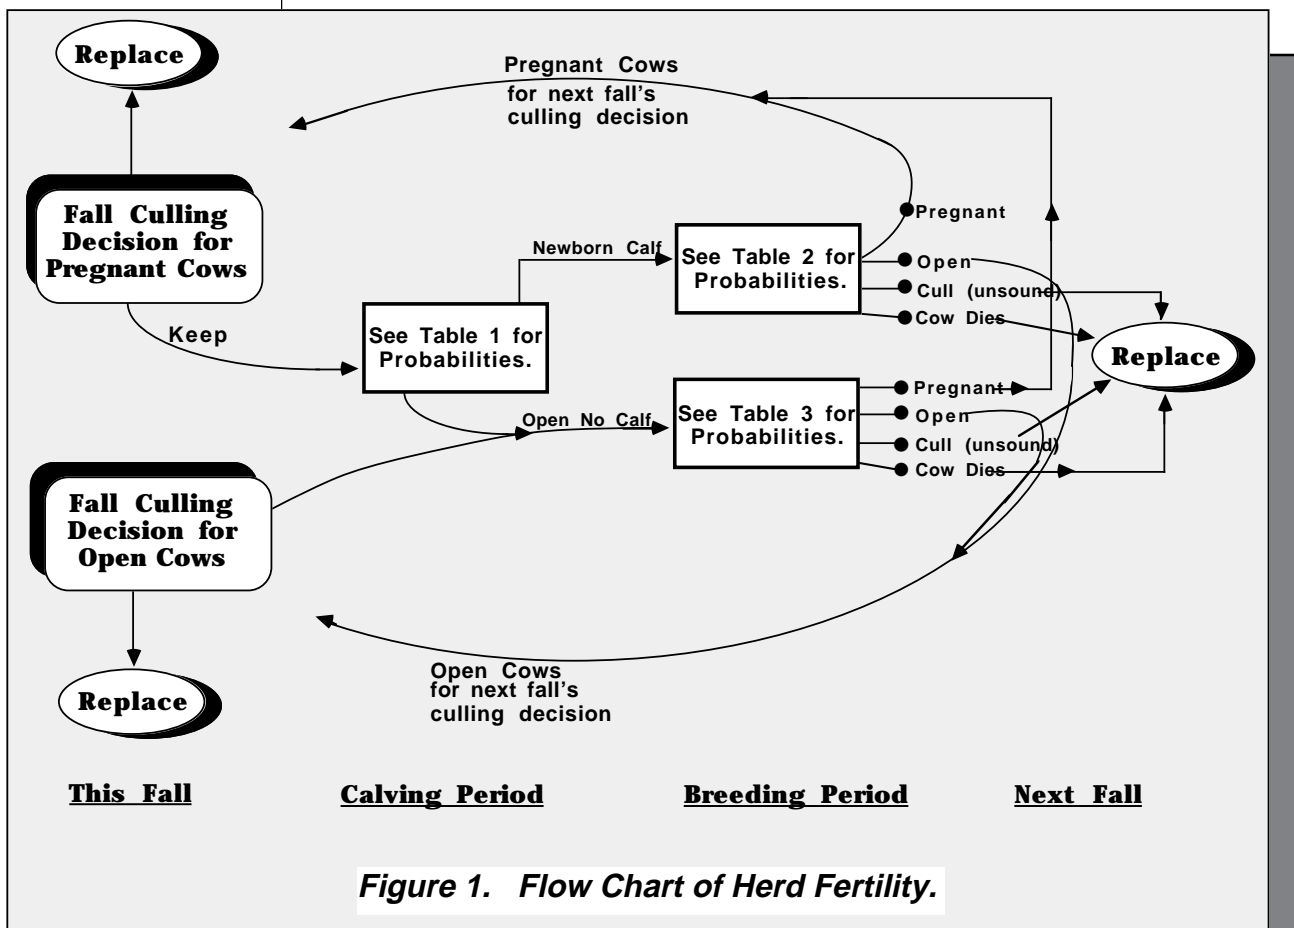 Replace
Pregnant Cows
for next fall's
culling decision
Fall Culling
Decision for
Pregnant Cows
Pregnant
Newborn Calf
See Table 2 for
Probabilities.
Open
Cull (unsound)
Cow Dies
Keep
See Table 1 for
Probabilities.
Replace
Open No Calf
See Table 3 for
Probabilities.
Pregnant
Open
Cull (unsound)
Cow Dies
Fall Culling
Decision for
Open Cows
Replace
Open Cows
for next fall's
culling decision
This Fall
Calving Period
Breeding Period
Next Fall
Figure 1. Flow Chart of Herd Fertility.